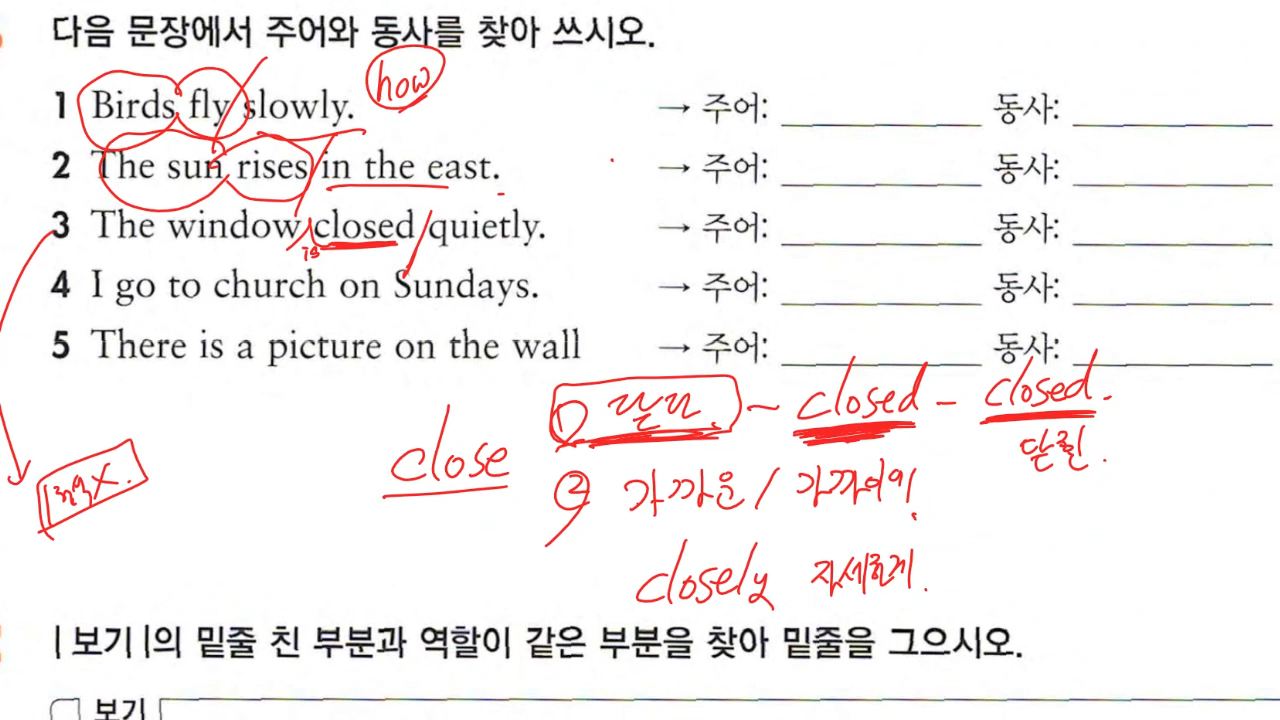 다음 문장에서 주어와 동사를 찾아 쓰시오.
how
1 Birds fly slowly. → 주어: 동사:
2 The sun rises in the east. → 주어: 동사:
3 The window closed quietly. → 주어: 동사:
is
4 I go to church on Sundays. → 주어: 동사:
5 There is a picture on the wall → 주어: 동사:
close ① 닫다. ~ closed - closed.
닫힌.
X.
② 가까운 / 가까이에
closely 자세하게.
|보기|의 밑줄 친 부분과 역할이 같은 부분을 찾아 밑줄을 그으시오.
보기